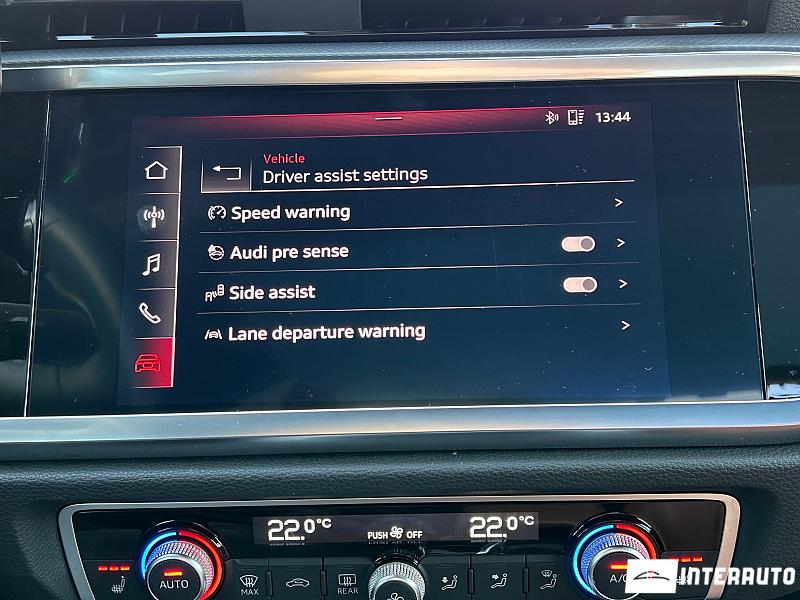 13:44
Vehicle
Driver assist settings
Speed warning
Audi pre sense
Side assist
Lane departure warning
22.0°C
PUSH OFF
22.0°C
AUTO
MAX
REAR
A/C
INTERAUTO